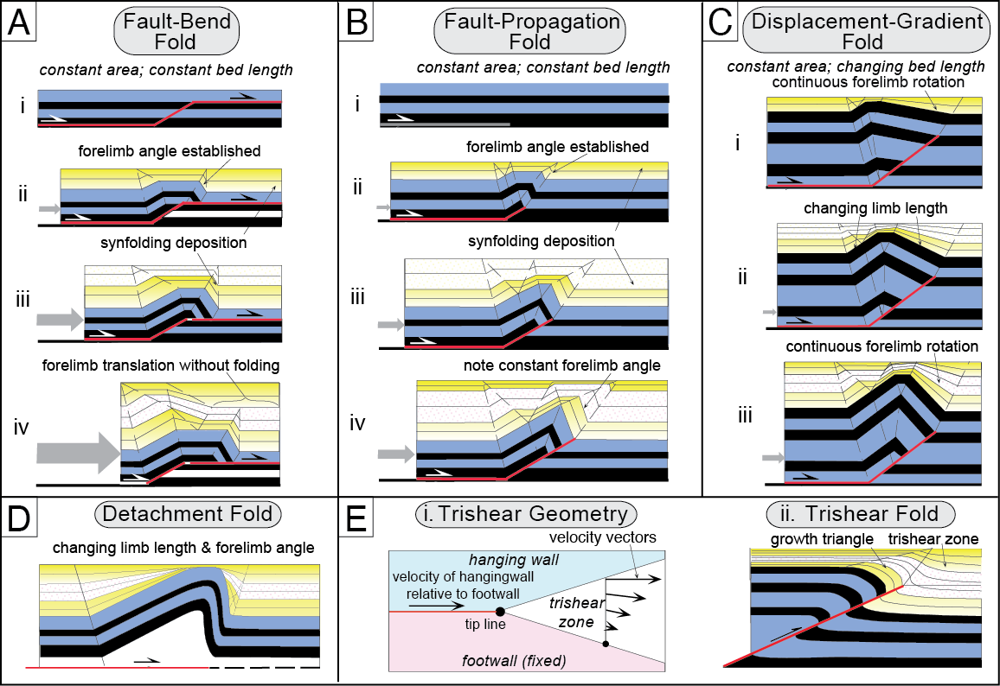 A
Fault-Bend
Fold
constant area; constant bed length
i
forelimb angle established
ii
synfolding deposition
iii
forelimb translation without folding
iv
B
Fault-Propagation
Fold
constant area; constant bed length
i
forelimb angle established
ii
synfolding deposition
iii
note constant forelimb angle
iv
C
Displacement-Gradient
Fold
constant area; changing bed length
continuous forelimb rotation
i
changing limb length
ii
continuous forelimb rotation
iii
D
Detachment Fold
changing limb length & forelimb angle
E
i. Trishear Geometry
velocity vectors
hanging wall
velocity of hangingwall
relative to footwall
trishear
zone
tip line
footwall (fixed)
ii. Trishear Fold
growth triangle
trishear zone